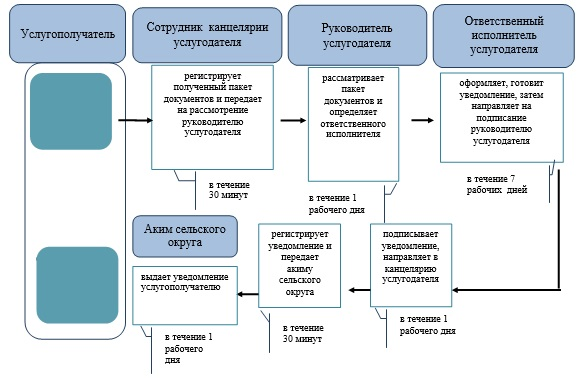 Услугополучатель
Сотрудник канцелярии
услугодателя
Руководитель
услугодателя
Ответственный
исполнитель
услугодателя
регистрирует
полученный пакет
документов и передает
на рассмотрение
руководителю
услугодателя
рассматривает
пакет
документов и
определяет
ответственного
исполнителя
оформляет, готовит
уведомление, затем
направляет на
подписание
руководителю
услугодателя
в течение
30 минут
в течение 1
рабочего дня
в течение 7
рабочих дней
Аким сельского
округа
регистрирует
уведомление и
передает
акиму
сельского
округа
подписывает
уведомление,
направляет в
канцелярию
услугодателя
выдает уведомление
услугополучателю
в течение 1
рабочего
дня
в течение
30 минут
в течение 1
рабочего дня